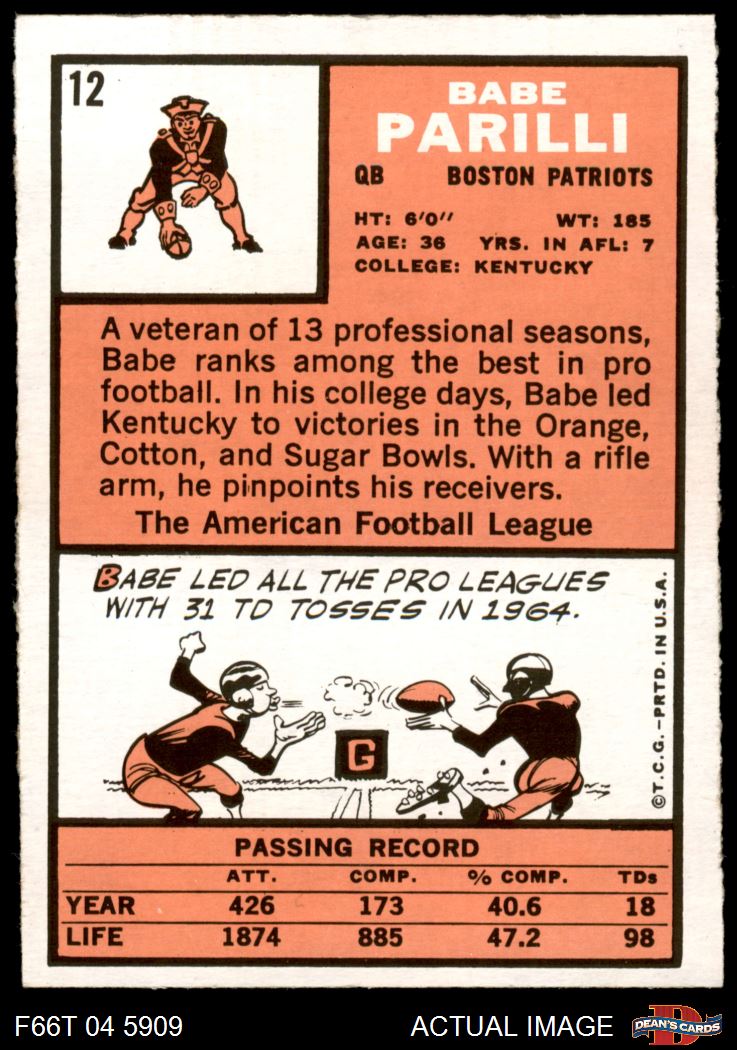 12
BABE
PARILLI
QB BOSTON PATRIOTS
HT: 6'0" WT: 185
AGE: 36 YRS. IN AFL: 7
COLLEGE: KENTUCKY
A veteran of 13 professional seasons,
Babe ranks among the best in pro
football. In his college days, Babe led
Kentucky to victories in the Orange,
Cotton, and Sugar Bowls. With a rifle
arm, he pinpoints his receivers.
The American Football League
BABE LED ALL THE PRO LEAGUES
WITH 31 TD TOSSES IN 1964.
G
©T.C.G.-PRTD. IN U.S.A.
PASSING RECORD
ATT. COMP. % COMP. TDs
YEAR 426 173 40.6 18
LIFE 1874 885 47.2 98
F66T 04 5909 ACTUAL IMAGE
D
DEAN'S CARDS